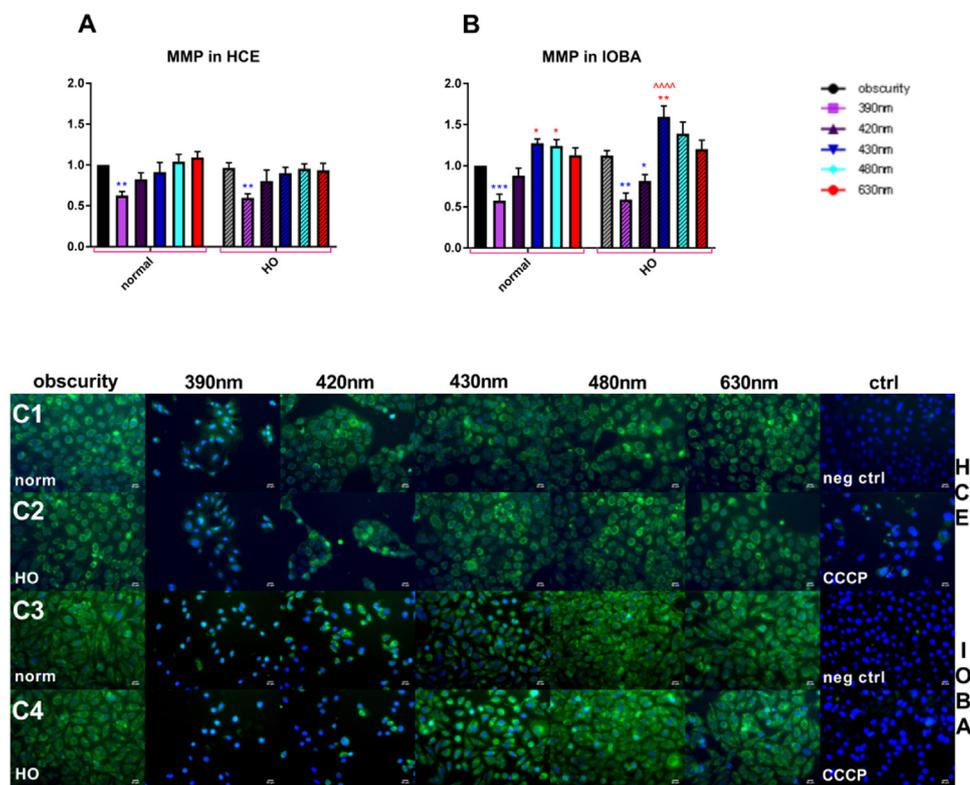 A
B
MMP in HCE
MMP in IOBA
2.0
1.5
1.0
0.5
0.0
**
**
normal
HO
2.0
1.5
1.0
0.5
0.0
***
*
*
**
*
^^^^
**
normal
HO
obscurity
390nm
420nm
430nm
480nm
630nm
obscurity 390nm 420nm 430nm 480nm 630nm ctrl
C1
norm
neg ctrl
C2
HO
CCCP
HCE
C3
norm
neg ctrl
C4
HO
CCCP
IOBA